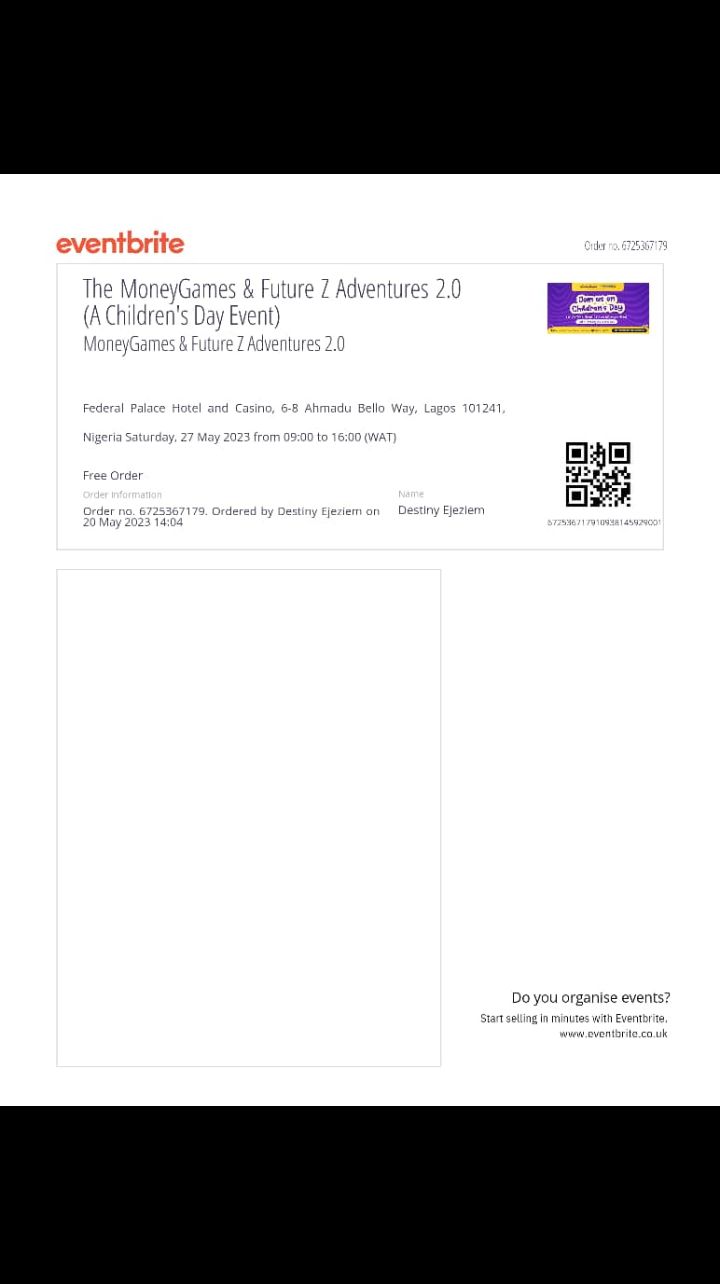 eventbrite
Order no. 6725367179
The MoneyGames & Future Z Adventures 2.0
(A Children's Day Event)
MoneyGames & Future Z Adventures 2.0
Join us on
Children's Day
Federal Palace Hotel and Casino, 6-8 Ahmadu Bello Way, Lagos 101241,
Nigeria Saturday, 27 May 2023 from 09:00 to 16:00 (WAT)
Free Order
Order Information
Name
Order no. 6725367179. Ordered by Destiny Ejeziem on
20 May 2023 14:04
Destiny Ejeziem
672536717910938145929001
Do you organise events?
Start selling in minutes with Eventbrite.
www.eventbrite.co.uk